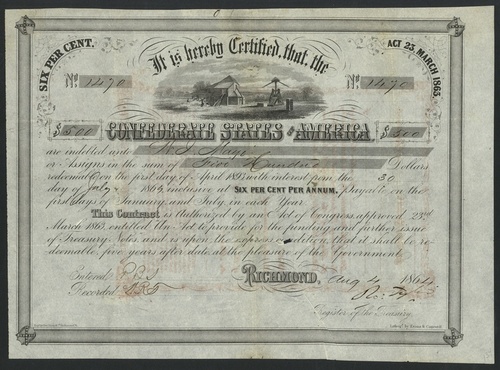 SIX PER CENT.
It is hereby Certified, that, the
ACT 23, MARCH 1863.
No 1470
No 1470
$500
CONFEDERATE STATES OF AMERICA
$500
are indebted unto W. J.
or Assigns in the sum of Five Hundred Dollars
redeemable on the first day of April 189 with interest from the 30
day of July 1864, inclusive at SIX PER CENT PER ANNUM, Payable on the
first days of January and July in each Year
This Contract is Authorized by an Act of Congress approved 23rd
March 1863, entitled "An Act to provide for the funding and further issue
of Treasury Notes, and is upon the express condition, that it shall be re-
deemable, five years after date at the pleasure of the Government.
RICHMOND, Aug 4 1864
Entered
Recorded
Register of the Treasury.